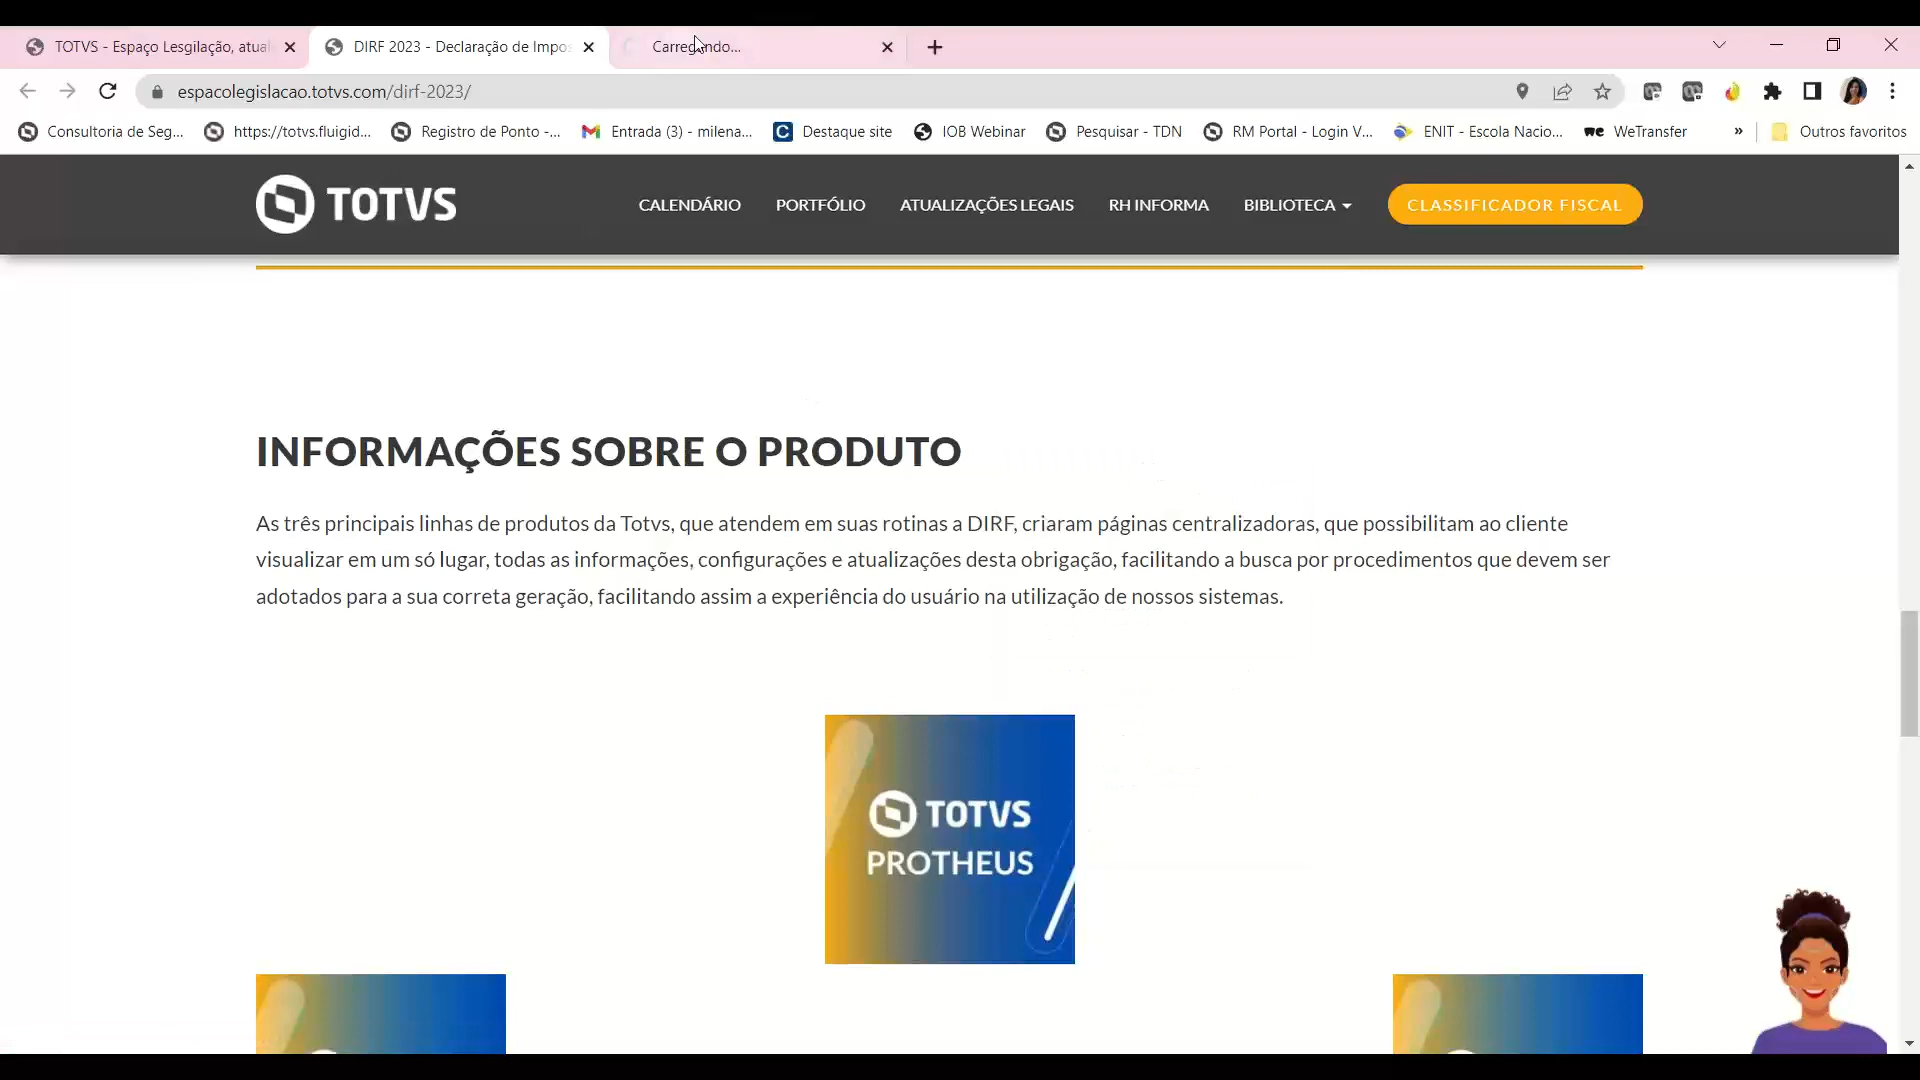 TOTVS - Espaço Lesgilação, atual
DIRF 2023 - Declaração de Impo
Carregando...
espacolegislacao.totvs.com/dirf-2023/
Consultoria de Seg...
https://totvs.fluigid...
Registro de Ponto -...
Entrada (3) - milena...
Destaque site
IOB Webinar
Pesquisar - TDN
RM Portal - Login V...
ENIT - Escola Nacio...
we WeTransfer
»
Outros favoritos
TOTVS
CALENDÁRIO
PORTFÓLIO
ATUALIZAÇÕES LEGAIS
RH INFORMA
BIBLIOTECA
CLASSIFICADOR FISCAL
INFORMAÇÕES SOBRE O PRODUTO
As três principais linhas de produtos da Totvs, que atendem em suas rotinas a DIRF, criaram páginas centralizadoras, que possibilitam ao cliente
visualizar em um só lugar, todas as informações, configurações e atualizações desta obrigação, facilitando a busca por procedimentos que devem ser
adotados para a sua correta geração, facilitando assim a experiência do usuário na utilização de nossos sistemas.
TOTVS
PROTHEUS